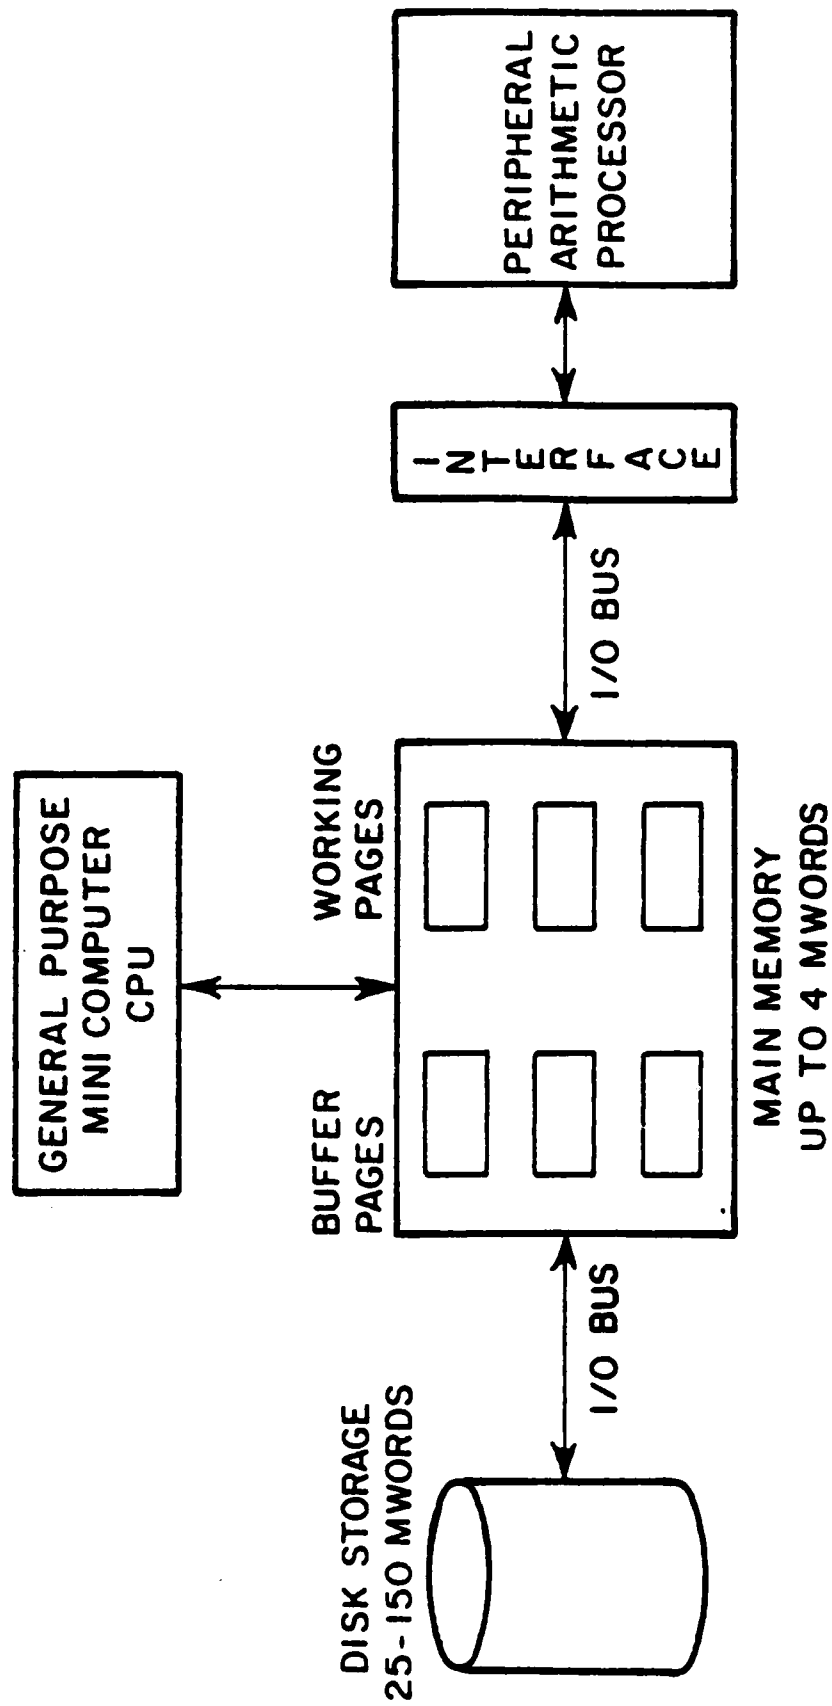 GENERAL PURPOSE
MINI COMPUTER
CPU
DISK STORAGE
25-150 MWORDS
BUFFER
PAGES
WORKING
PAGES
I/O BUS
I/O BUS
INTERFACE
PERIPHERAL
ARITHMETIC
PROCESSOR
MAIN MEMORY
UP TO 4 MWORDS